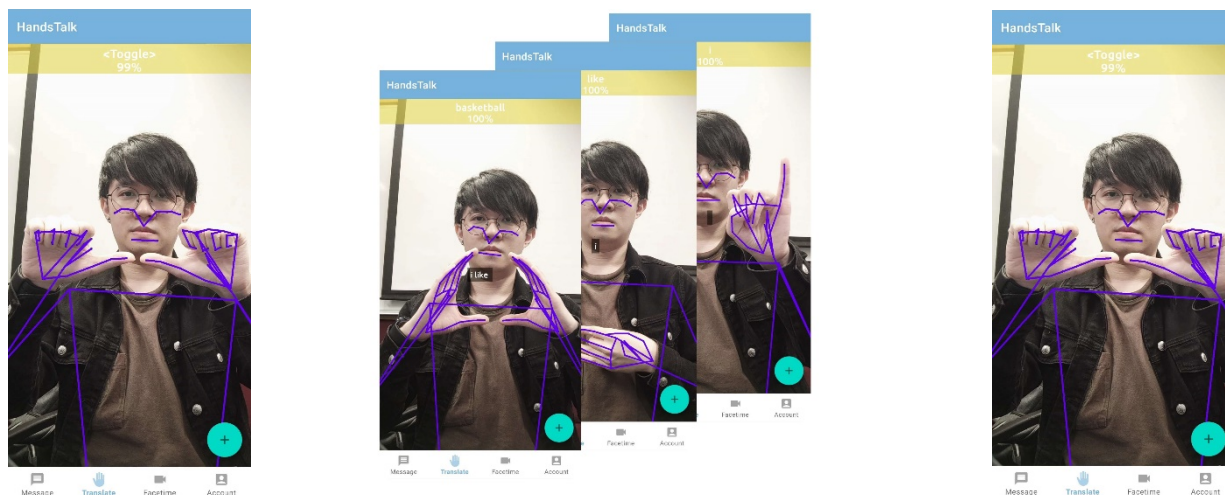 HandsTalk
<Toggle>
99%
Message Translate Facetime Account
HandsTalk
i
100%
Facetime Account
HandsTalk
like
100%
i
Facetime Account
HandsTalk
basketball
100%
i like
Message Translate Facetime Account
HandsTalk
<Toggle>
99%
Message Translate Facetime Account